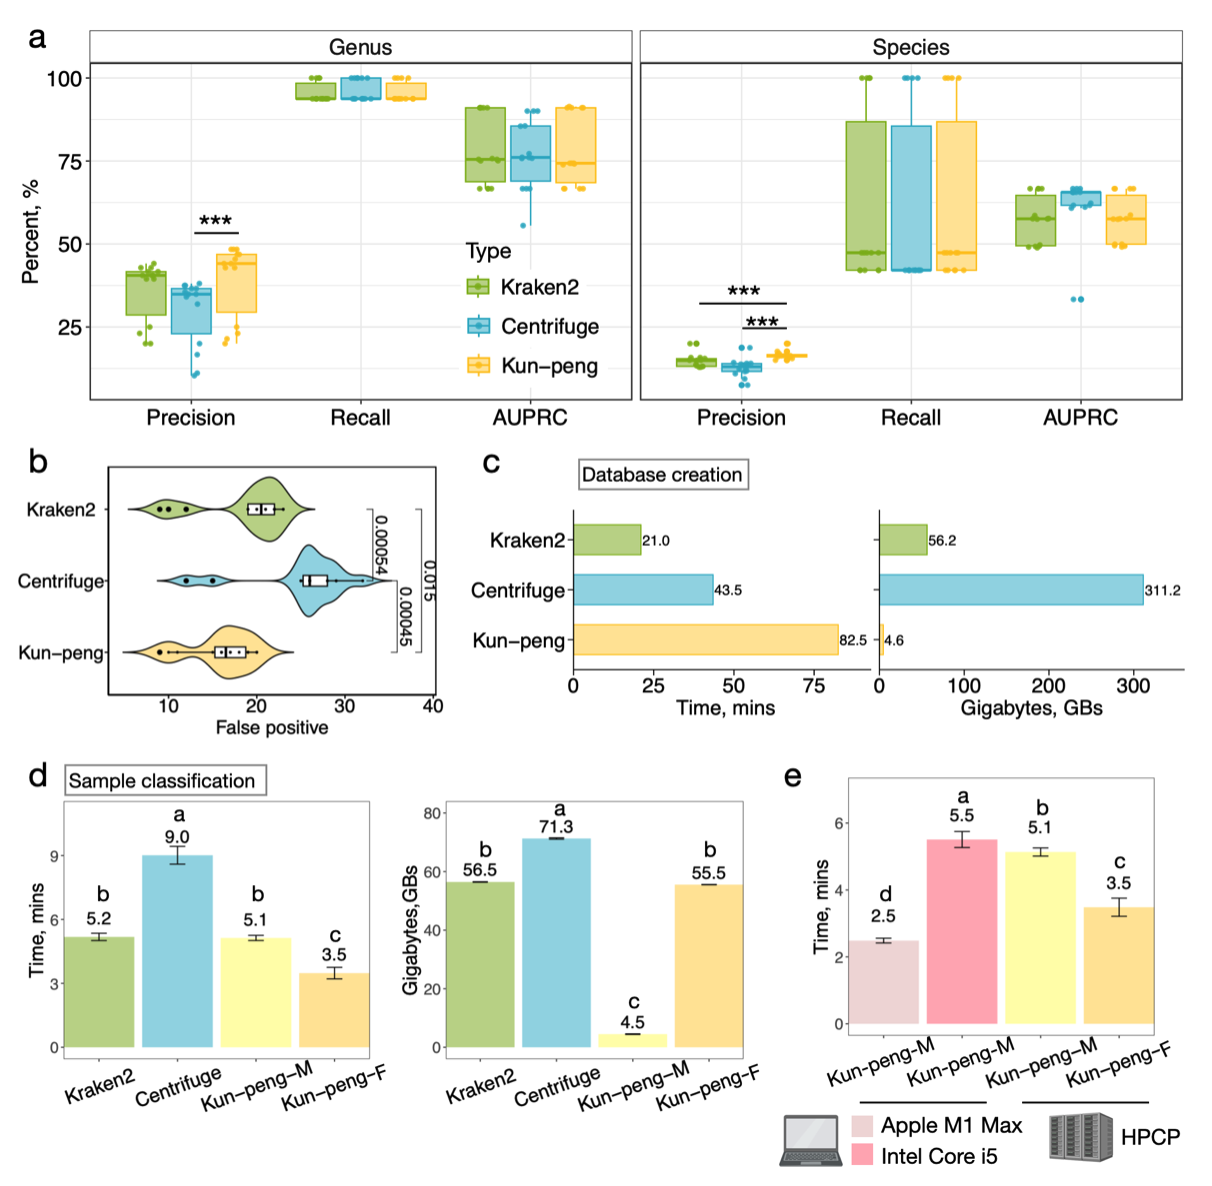 a
Genus
Species
Percent, %
100
75
50
25
***
***
***
Type
Kraken2
Centrifuge
Kun-peng
Precision
Recall
AUPRC
Precision
Recall
AUPRC
b
Kraken2
Centrifuge
Kun-peng
0.00054
0.00045
0.015
10
20
30
40
False positive
c
Database creation
Kraken2
Centrifuge
Kun-peng
21.0
43.5
82.5
0
25
50
75
Time, mins
56.2
311.2
4.6
0
100
200
300
Gigabytes, GBs
d
Sample classification
Time, mins
9
6
3
0
b
5.2
a
9.0
b
5.1
c
3.5
Kraken2
Centrifuge
Kun-peng-M
Kun-peng-F
Gigabytes,GBs
80
60
40
20
0
b
56.5
a
71.3
c
4.5
b
55.5
Kraken2
Centrifuge
Kun-peng-M
Kun-peng-F
e
Time, mins
6
4
2
0
d
2.5
a
5.5
b
5.1
c
3.5
Kun-peng-M
Kun-peng-M
Kun-peng-M
Kun-peng-F
Apple M1 Max
Intel Core i5
HPCP